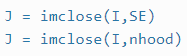 J = imclose(I,SE)
J = imclose(I,nhood)